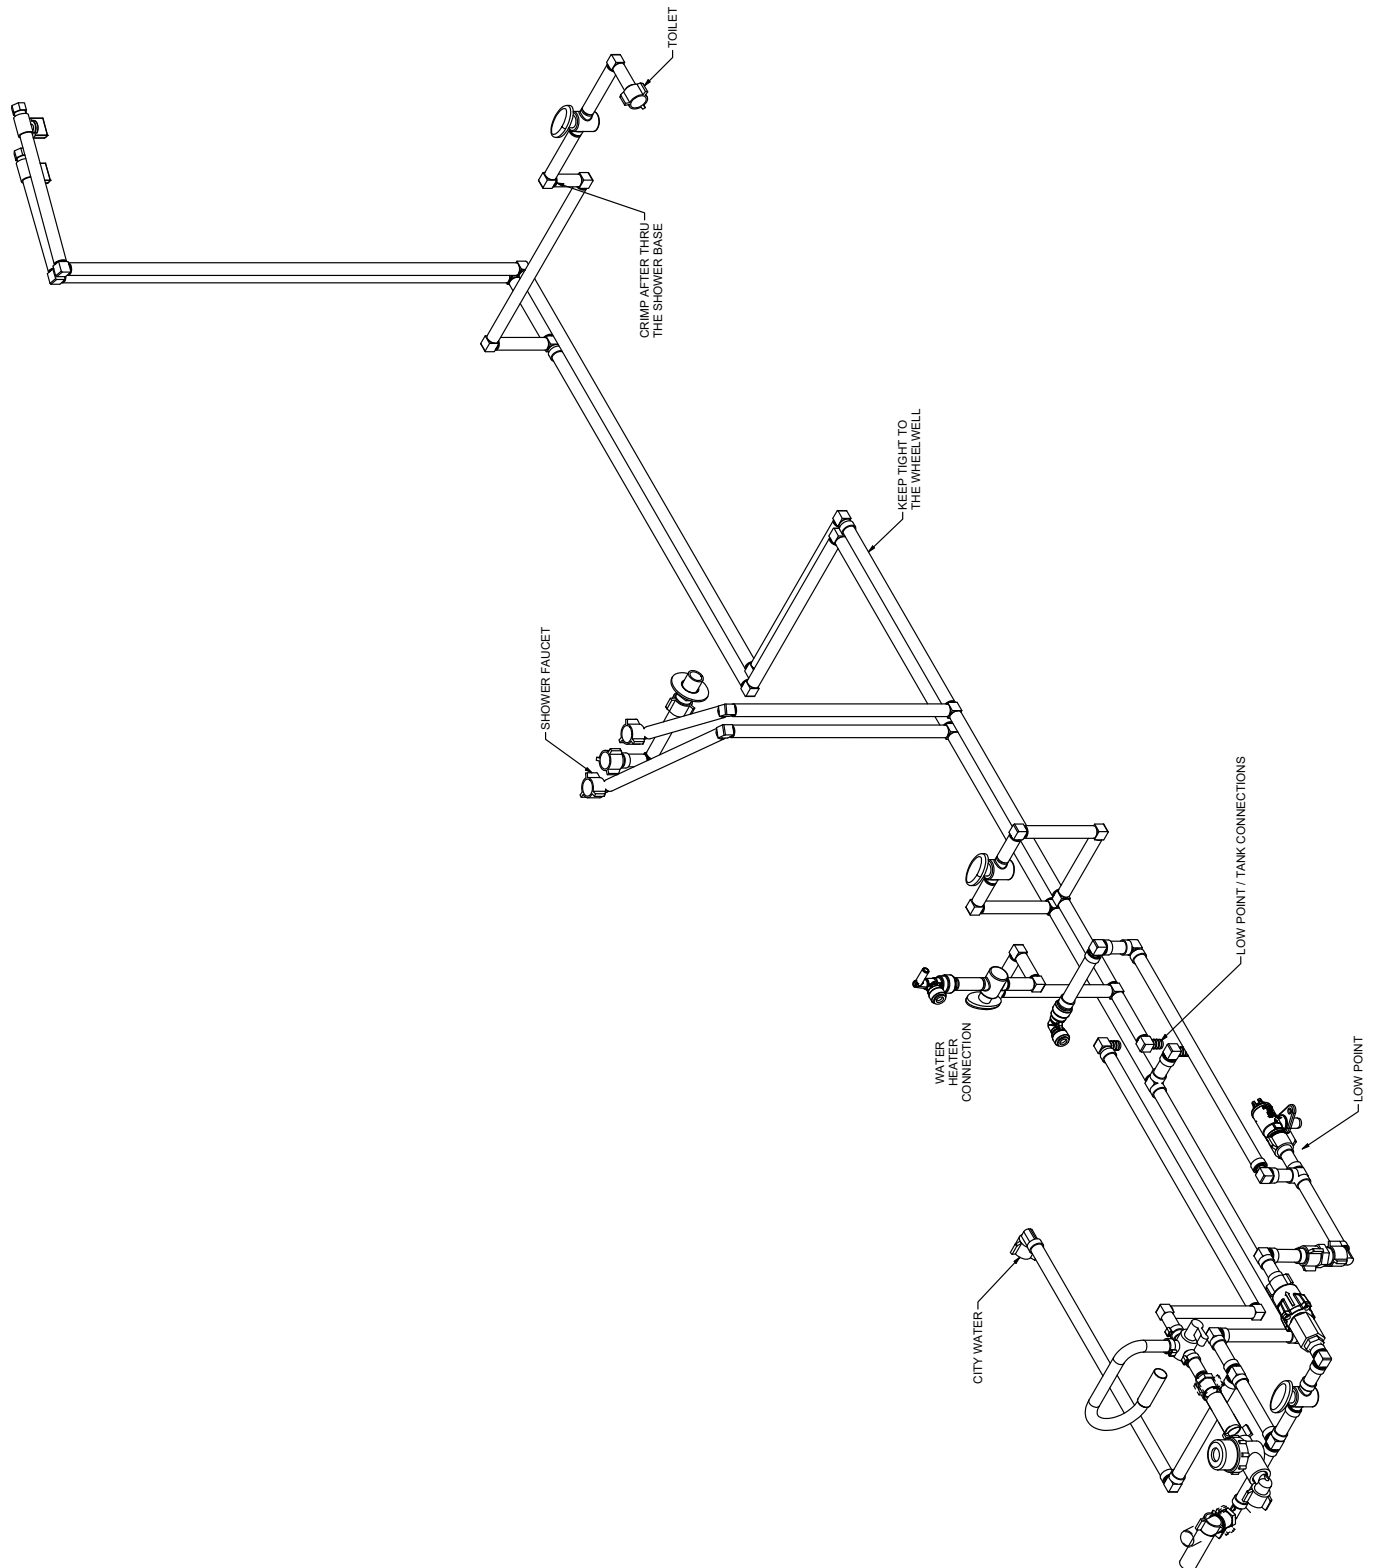 TOILET
CRIMP AFTER THRU
THE SHOWER BASE
KEEP TIGHT TO
THE WHEELWELL
SHOWER FAUCET
LOW POINT / TANK CONNECTIONS
WATER
HEATER
CONNECTION
LOW POINT
CITY WATER